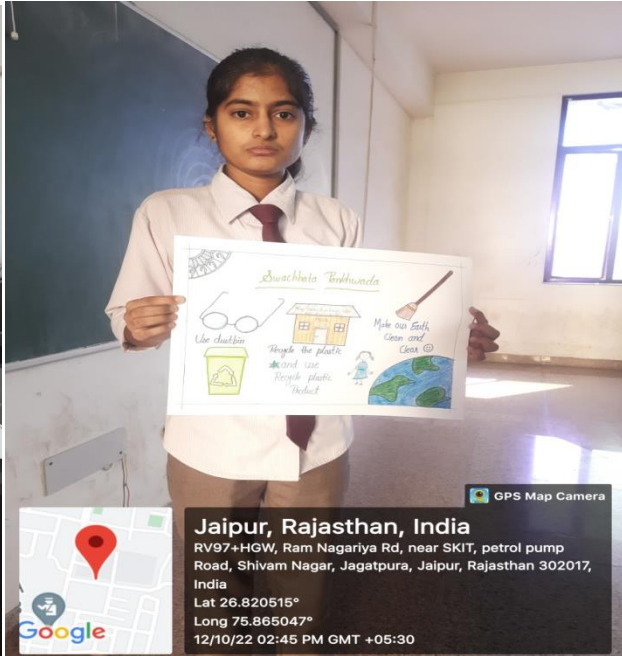 Swachhata Pankhwada
Use dustbin
Recycle the plastic
and use
Recycle plastic
Product
Make our Earth
Clean and
Clear
GPS Map Camera
Jaipur, Rajasthan, India
RV97+HGW, Ram Nagariya Rd, near SKIT, petrol pump
Road, Shivam Nagar, Jagatpura, Jaipur, Rajasthan 302017,
India
Lat 26.820515°
Long 75.865047°
12/10/22 02:45 PM GMT +05:30
Google